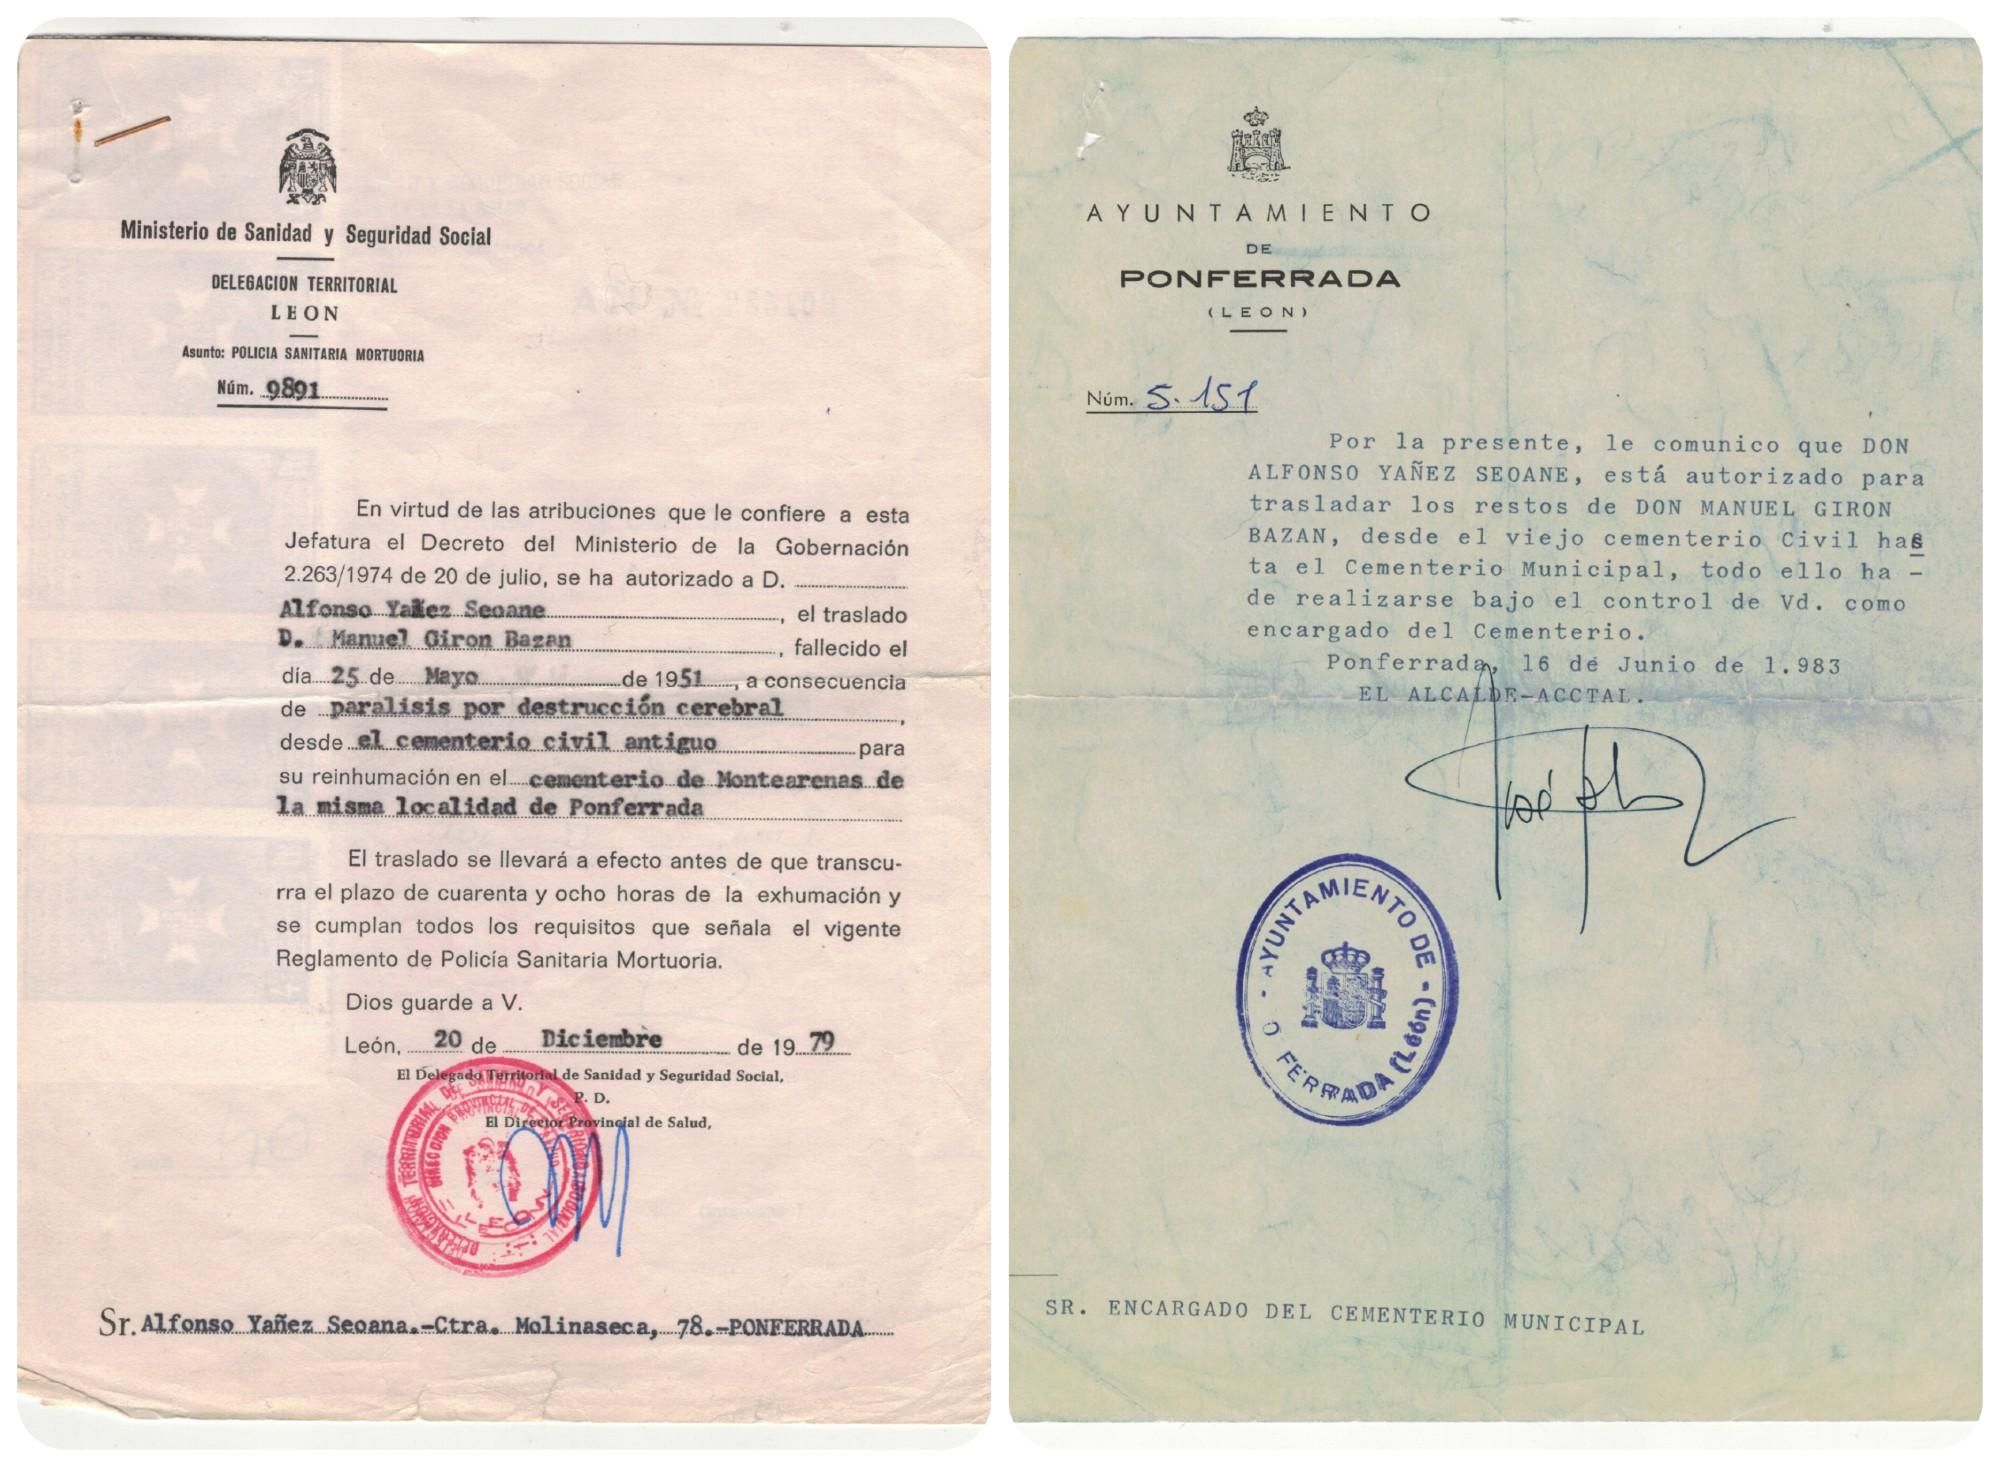 Ministerio de Sanidad y Seguridad Social
DELEGACION TERRITORIAL
LEON
Asunto: POLICIA SANITARIA MORTUORIA
Núm. 9891
En virtud de las atribuciones que le confiere a esta
Jefatura el Decreto del Ministerio de la Gobernación
2.263/1974 de 20 de julio, se ha autorizado a D.
Alfonso Yañez Seoane, el traslado
D. Manuel Giron Bazan, fallecido el
día 25 de Mayo de 1951, a consecuencia
de paralisis por destrucción cerebral,
desde el cementerio civil antiguo para
su reinhumación en el cementerio de Montearenas de
la misma localidad de Ponferrada
El traslado se llevará a efecto antes de que transcu-
rra el plazo de cuarenta y ocho horas de la exhumación y
se cumplan todos los requisitos que señala el vigente
Reglamento de Policía Sanitaria Mortuoria.
Dios guarde a V.
León, 20 de Diciembre de 1979
El Delegado Territorial de Sanidad y Seguridad Social,
P. D.
El Director Provincial de Salud,
LEON
Sr. Alfonso Yañez Seoana.-Ctra. Molinaseca, 78.-PONFERRADA
AYUNTAMIENTO
DE
PONFERRADA
(LEON)
Núm. 5.151
Por la presente, le comunico que DON
ALFONSO YAÑEZ SEOANE, está autorizado para
trasladar los restos de DON MANUEL GIRON
BAZAN, desde el viejo cementerio Civil has
ta el Cementerio Municipal, todo ello ha -
de realizarse bajo el control de Vd. como
encargado del Cementerio.
Ponferrada, 16 de Junio de 1.983
EL ALCALDE-ACCTAL.
José
- AYUNTAMIENTO DE -
O FERRADA (León)
SR. ENCARGADO DEL CEMENTERIO MUNICIPAL